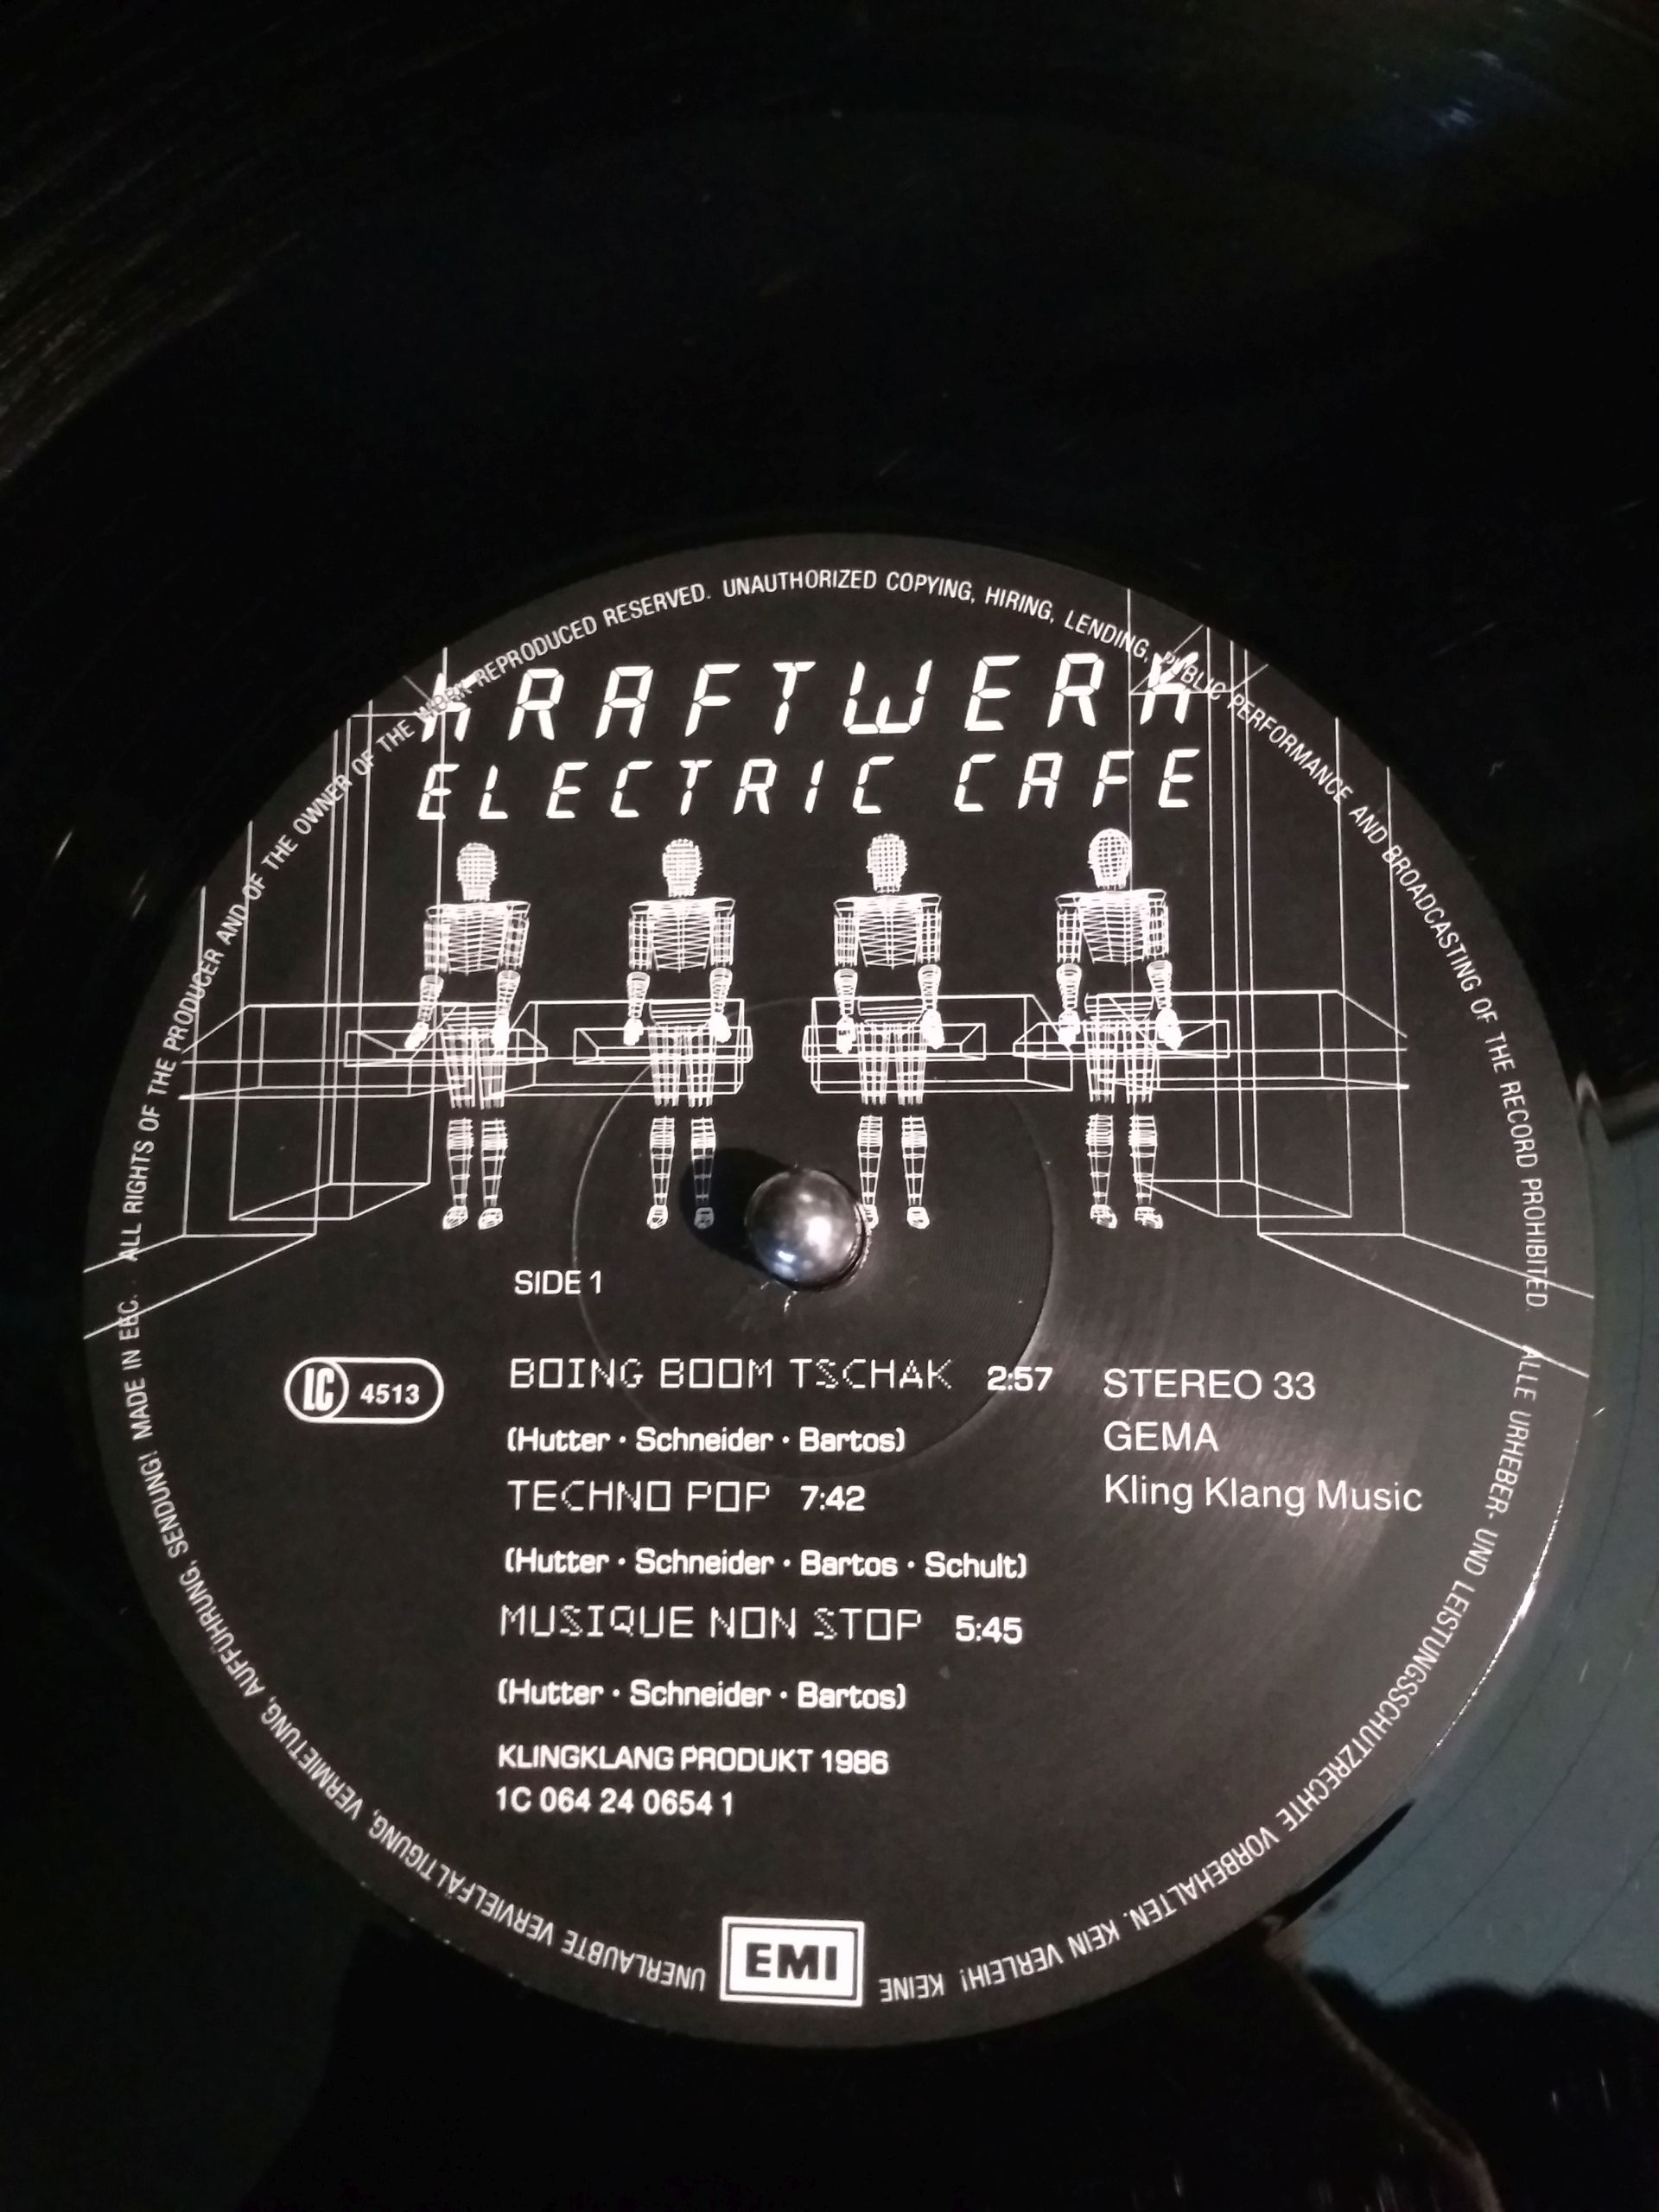 KRAFTWERK
ELECTRIC CAFE
SIDE 1
LC 4513
BOING BOOM TSCHAK 2:57
(Hutter · Schneider · Bartos)
TECHNO POP 7:42
(Hutter · Schneider · Bartos · Schult)
MUSIQUE NON STOP 5:45
(Hutter · Schneider · Bartos)
KLINGKLANG PRODUKT 1986
1C 064 24 0654 1
STEREO 33
GEMA
Kling Klang Music
EMI
ALL RIGHTS OF THE PRODUCER AND OF THE OWNER OF THE WORK REPRODUCED RESERVED. UNAUTHORIZED COPYING, HIRING, LENDING, PUBLIC PERFORMANCE AND BROADCASTING OF THE RECORD PROHIBITED.
ALLE URHEBER- UND LEISTUNGSSCHUTZRECHTE VORBEHALTEN. KEIN VERLEIH! KEINE UNERLAUBTE VERVIELFÄLTIGUNG, VERMIETUNG, AUFFÜHRUNG, SENDUNG! MADE IN EEC.